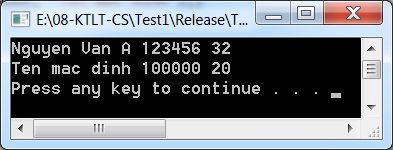 E:\08-KTLT-CS\Test1\Release\T...
Nguyen Van A 123456 32
Ten mac dinh 100000 20
Press any key to continue . . .